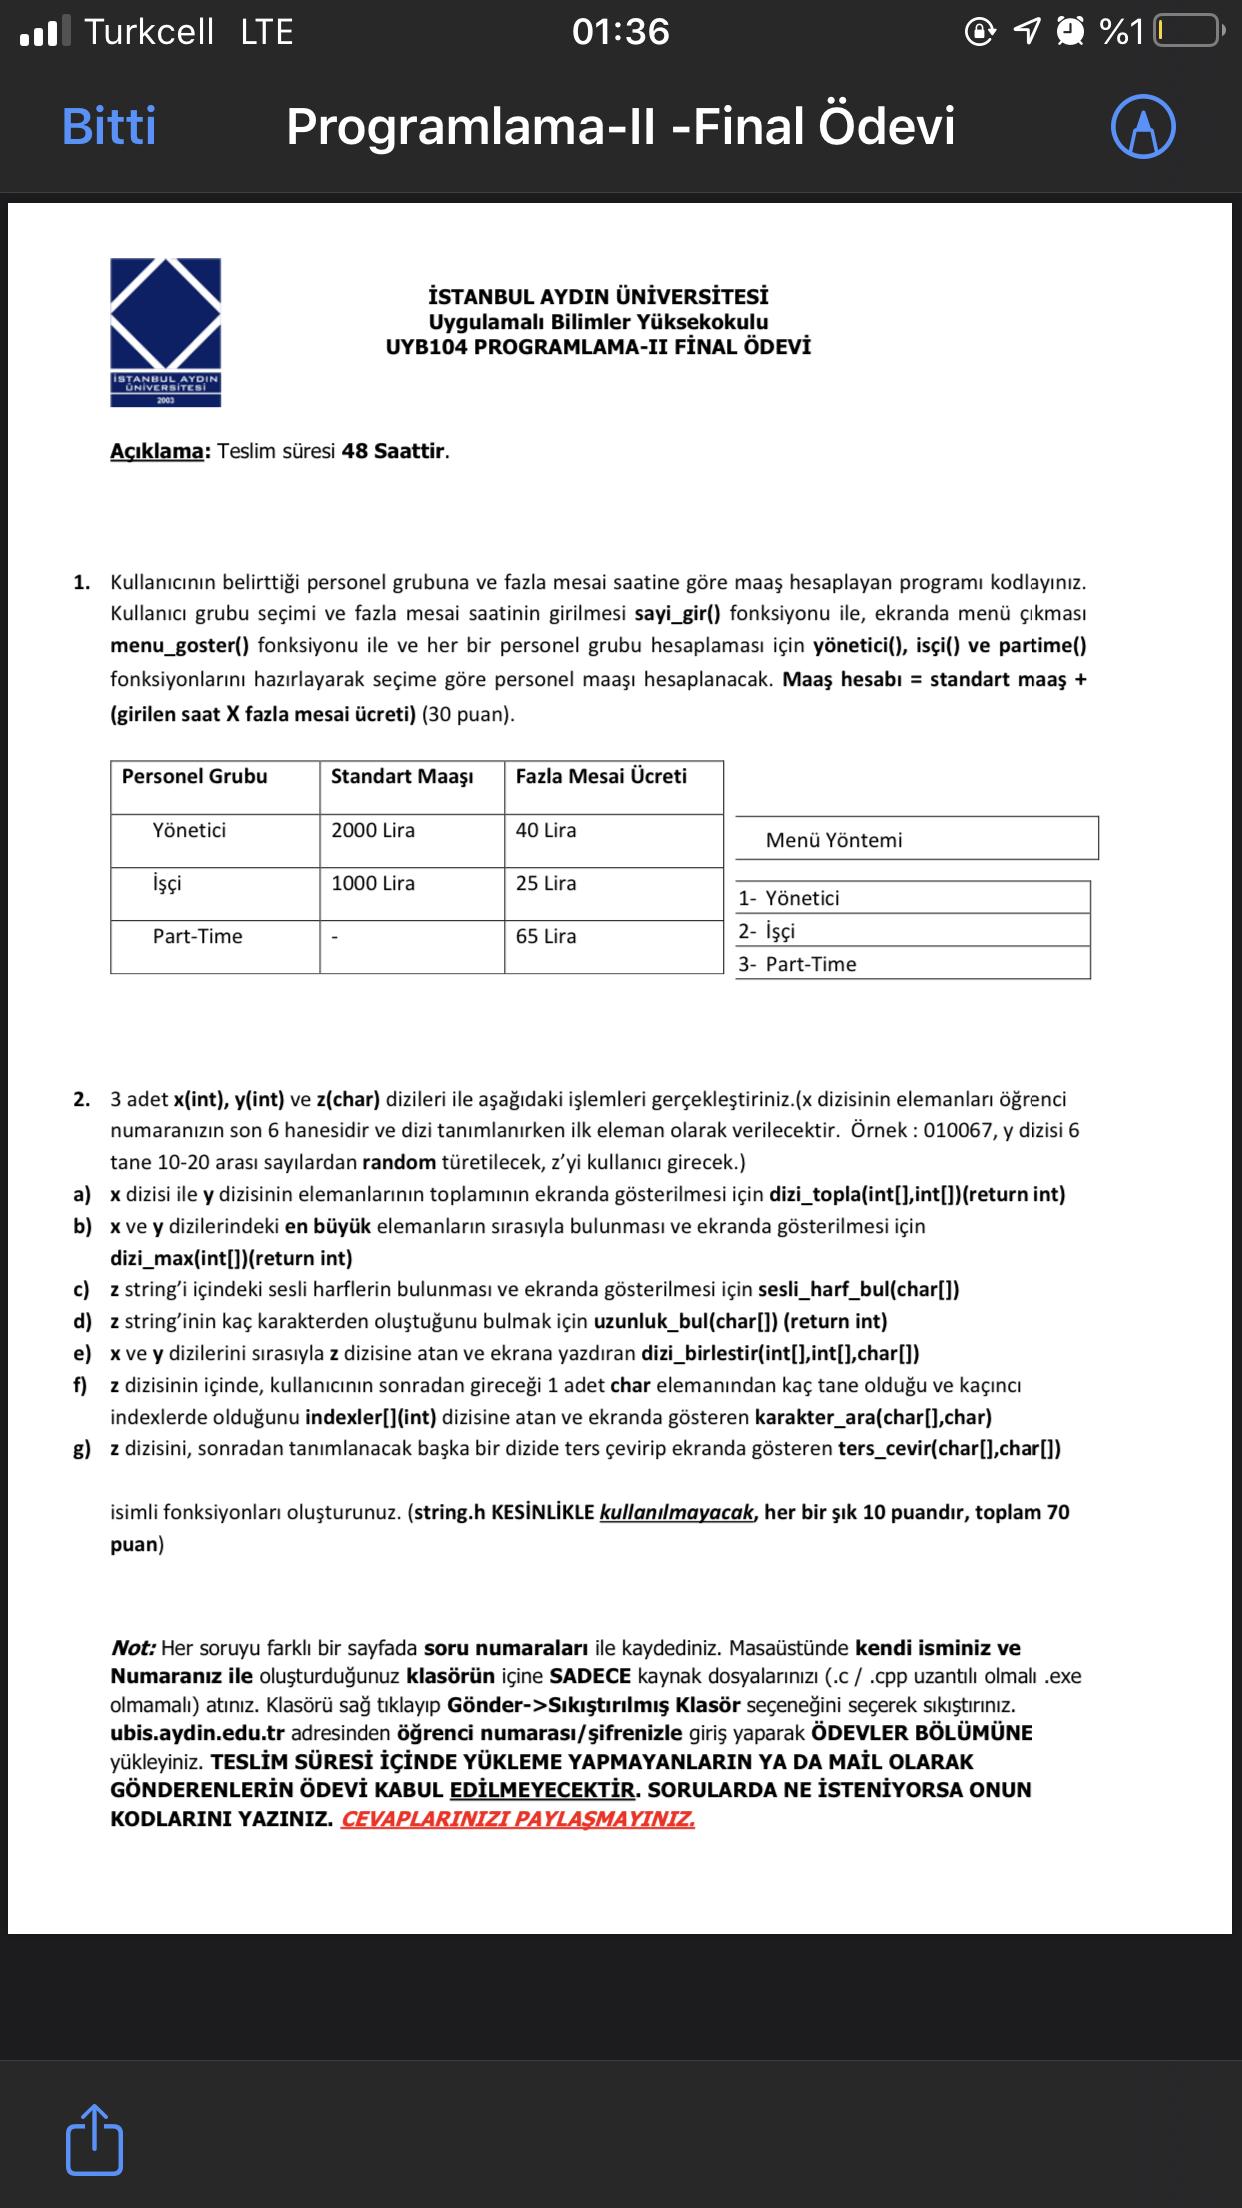 Turkcell LTE 01:36 %1
Bitti Programlama-II -Final Ödevi
İSTANBUL AYDIN
ÜNİVERSİTESİ
2003
İSTANBUL AYDIN ÜNİVERSİTESİ
Uygulamalı Bilimler Yüksekokulu
UYB104 PROGRAMLAMA-II FİNAL ÖDEVİ
Açıklama: Teslim süresi 48 Saattir.
1. Kullanıcının belirttiği personel grubuna ve fazla mesai saatine göre maaş hesaplayan programı kodlayınız.
Kullanıcı grubu seçimi ve fazla mesai saatinin girilmesi sayi_gir() fonksiyonu ile, ekranda menü çıkması
menu_goster() fonksiyonu ile ve her bir personel grubu hesaplaması için yönetici(), işçi() ve partime()
fonksiyonlarını hazırlayarak seçime göre personel maaşı hesaplanacak. Maaş hesabı = standart maaş +
(girilen saat X fazla mesai ücreti) (30 puan).
Personel Grubu Standart Maaşı Fazla Mesai Ücreti
Yönetici 2000 Lira 40 Lira
İşçi 1000 Lira 25 Lira
Part-Time - 65 Lira
Menü Yöntemi
1- Yönetici
2- İşçi
3- Part-Time
2. 3 adet x(int), y(int) ve z(char) dizileri ile aşağıdaki işlemleri gerçekleştiriniz.(x dizisinin elemanları öğrenci
numaranızın son 6 hanesidir ve dizi tanımlanırken ilk eleman olarak verilecektir. Örnek : 010067, y dizisi 6
tane 10-20 arası sayılardan random türetilecek, z’yi kullanıcı girecek.)
a) x dizisi ile y dizisinin elemanlarının toplamının ekranda gösterilmesi için dizi_topla(int[],int[])(return int)
b) x ve y dizilerindeki en büyük elemanların sırasıyla bulunması ve ekranda gösterilmesi için
dizi_max(int[])(return int)
c) z string’i içindeki sesli harflerin bulunması ve ekranda gösterilmesi için sesli_harf_bul(char[])
d) z string’inin kaç karakterden oluştuğunu bulmak için uzunluk_bul(char[]) (return int)
e) x ve y dizilerini sırasıyla z dizisine atan ve ekrana yazdıran dizi_birlestir(int[],int[],char[])
f) z dizisinin içinde, kullanıcının sonradan gireceği 1 adet char elemanından kaç tane olduğu ve kaçıncı
indexlerde olduğunu indexler[](int) dizisine atan ve ekranda gösteren karakter_ara(char[],char)
g) z dizisini, sonradan tanımlanacak başka bir dizide ters çevirip ekranda gösteren ters_cevir(char[],char[])
isimli fonksiyonları oluşturunuz. (string.h KESİNLİKLE kullanılmayacak, her bir şık 10 puandır, toplam 70
puan)
Not: Her soruyu farklı bir sayfada soru numaraları ile kaydediniz. Masaüstünde kendi isminiz ve
Numaranız ile oluşturduğunuz klasörün içine SADECE kaynak dosyalarınızı (.c / .cpp uzantılı olmalı .exe
olmamalı) atınız. Klasörü sağ tıklayıp Gönder->Sıkıştırılmış Klasör seçeneğini seçerek sıkıştırınız.
ubis.aydin.edu.tr adresinden öğrenci numarası/şifrenizle giriş yaparak ÖDEVLER BÖLÜMÜNE
yükleyiniz. TESLİM SÜRESİ İÇİNDE YÜKLEME YAPMAYANLARIN YA DA MAİL OLARAK
GÖNDERENLERİN ÖDEVİ KABUL EDİLMEYECEKTİR. SORULARDA NE İSTENİYORSA ONUN
KODLARINI YAZINIZ. CEVAPLARINIZI PAYLAŞMAYINIZ.